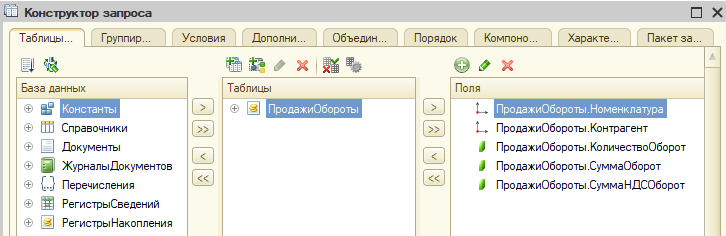 Конструктор запроса
Таблицы... Группир... Условия Дополни... Объедин... Порядок Компоно... Характе... Пакет за...
База данных
Константы
Справочники
Документы
ЖурналыДокументов
Перечисления
РегистрыСведений
РегистрыНакопления
>
>>
<
<<
Таблицы
ПродажиОбороты
>
>>
<
<<
Поля
ПродажиОбороты.Номенклатура
ПродажиОбороты.Контрагент
ПродажиОбороты.КоличествоОборот
ПродажиОбороты.СуммаОборот
ПродажиОбороты.СуммаНДСОборот